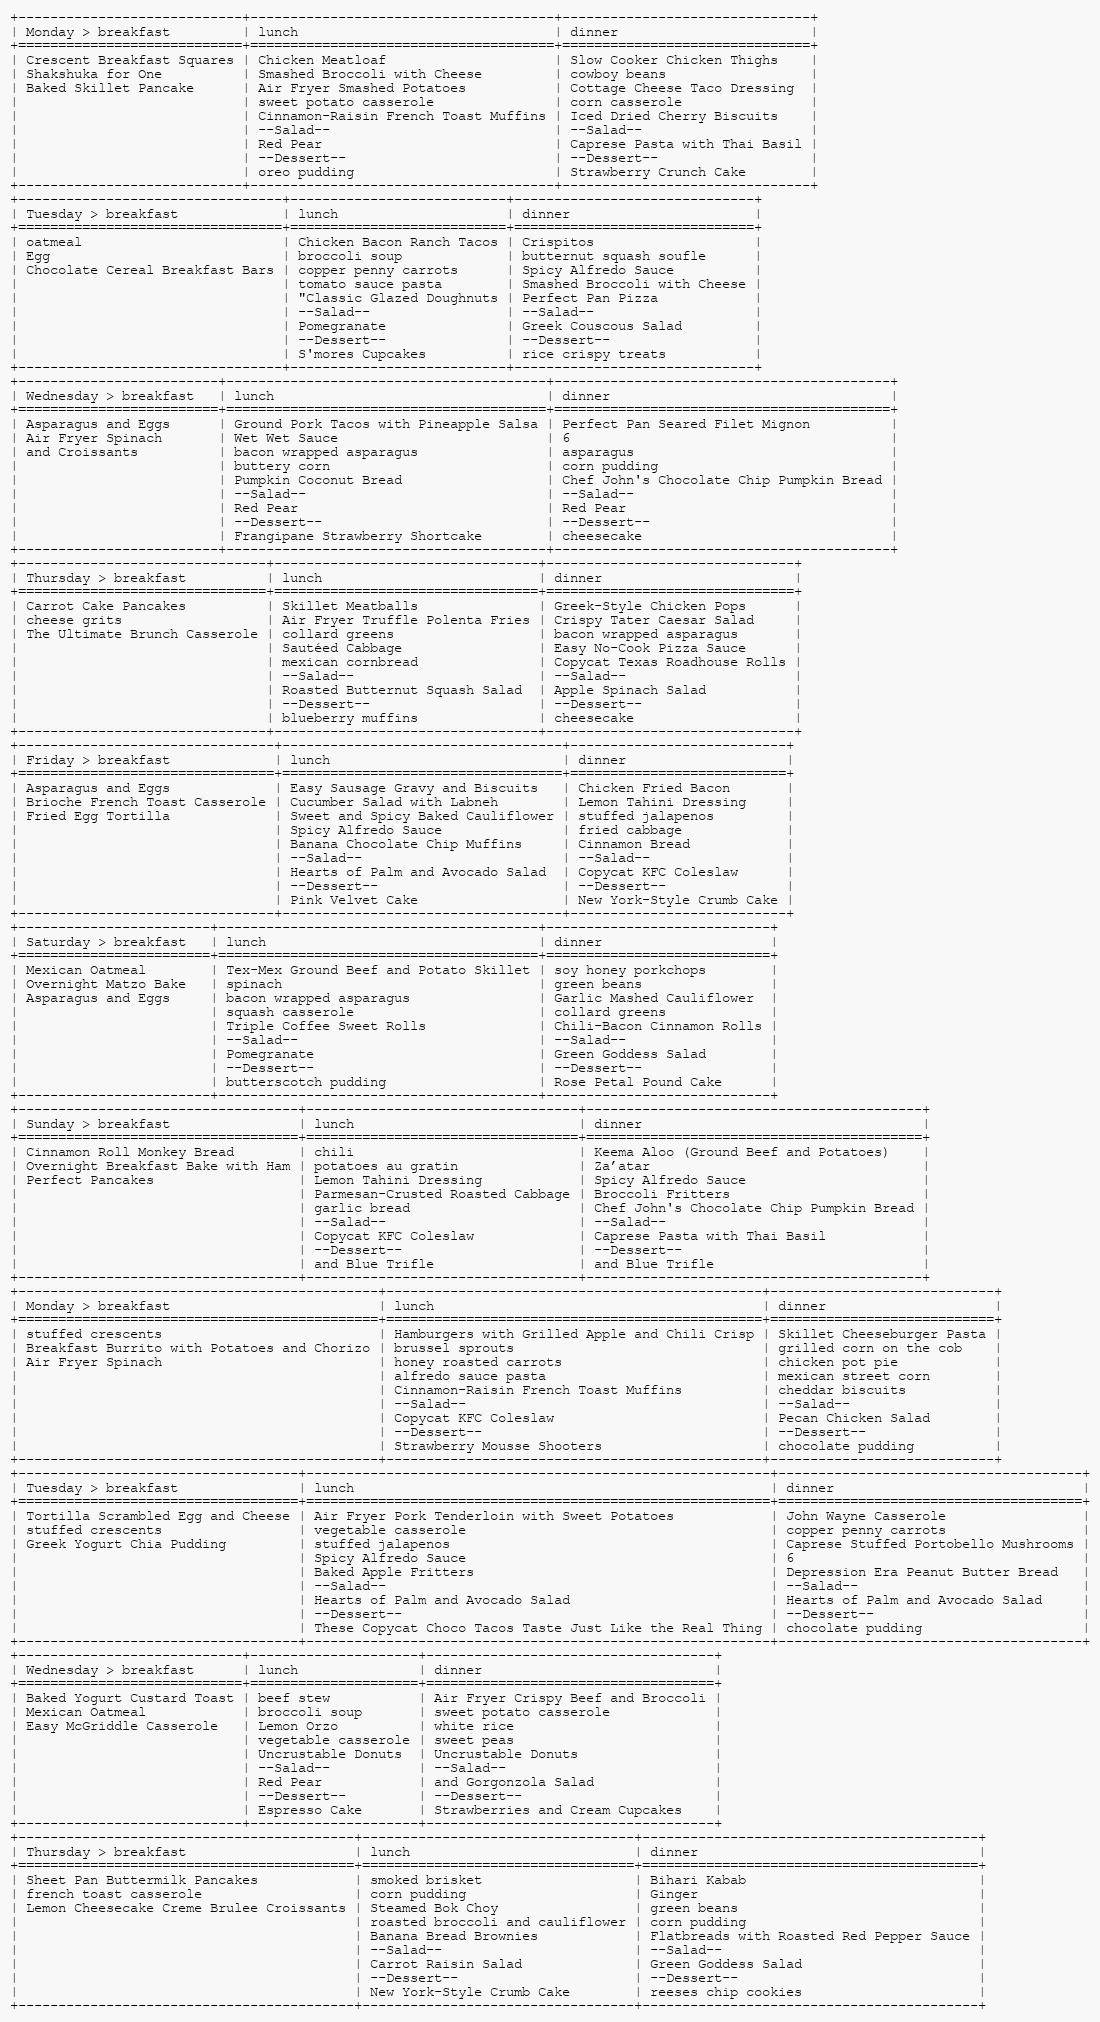 +----------------------------+--------------------------------------+-------------------------------+
| Monday > breakfast         | lunch                                | dinner                        |
+============================+======================================+===============================+
| Crescent Breakfast Squares | Chicken Meatloaf                     | Slow Cooker Chicken Thighs    |
| Shakshuka for One          | Smashed Broccoli with Cheese         | cowboy beans                  |
| Baked Skillet Pancake      | Air Fryer Smashed Potatoes           | Cottage Cheese Taco Dressing  |
|                            | sweet potato casserole               | corn casserole                |
|                            | Cinnamon-Raisin French Toast Muffins | Iced Dried Cherry Biscuits    |
|                            | --Salad--                            | --Salad--                     |
|                            | Red Pear                             | Caprese Pasta with Thai Basil |
|                            | --Dessert--                          | --Dessert--                   |
|                            | oreo pudding                         | Strawberry Crunch Cake        |
+----------------------------+--------------------------------------+-------------------------------+
+---------------------------------+---------------------------+------------------------------+
| Tuesday > breakfast             | lunch                     | dinner                       |
+=================================+===========================+==============================+
| oatmeal                         | Chicken Bacon Ranch Tacos | Crispitos                    |
| Egg                             | broccoli soup             | butternut squash soufle      |
| Chocolate Cereal Breakfast Bars | copper penny carrots      | Spicy Alfredo Sauce          |
|                                 | tomato sauce pasta        | Smashed Broccoli with Cheese |
|                                 | "Classic Glazed Doughnuts | Perfect Pan Pizza            |
|                                 | --Salad--                 | --Salad--                    |
|                                 | Pomegranate               | Greek Couscous Salad         |
|                                 | --Dessert--               | --Dessert--                  |
|                                 | S'mores Cupcakes          | rice crispy treats           |
+---------------------------------+---------------------------+------------------------------+
+-------------------------+----------------------------------------+------------------------------------------+
| Wednesday > breakfast   | lunch                                  | dinner                                   |
+=========================+========================================+==========================================+
| Asparagus and Eggs      | Ground Pork Tacos with Pineapple Salsa | Perfect Pan Seared Filet Mignon          |
| Air Fryer Spinach       | Wet Wet Sauce                          | 6                                        |
| and Croissants          | bacon wrapped asparagus                | asparagus                                |
|                         | buttery corn                           | corn pudding                             |
|                         | Pumpkin Coconut Bread                  | Chef John's Chocolate Chip Pumpkin Bread |
|                         | --Salad--                              | --Salad--                                |
|                         | Red Pear                               | Red Pear                                 |
|                         | --Dessert--                            | --Dessert--                              |
|                         | Frangipane Strawberry Shortcake        | cheesecake                               |
+-------------------------+----------------------------------------+------------------------------------------+
+-------------------------------+---------------------------------+-------------------------------+
| Thursday > breakfast          | lunch                           | dinner                        |
+===============================+=================================+===============================+
| Carrot Cake Pancakes          | Skillet Meatballs               | Greek-Style Chicken Pops      |
| cheese grits                  | Air Fryer Truffle Polenta Fries | Crispy Tater Caesar Salad     |
| The Ultimate Brunch Casserole | collard greens                  | bacon wrapped asparagus       |
|                               | Sautéed Cabbage                 | Easy No-Cook Pizza Sauce      |
|                               | mexican cornbread               | Copycat Texas Roadhouse Rolls |
|                               | --Salad--                       | --Salad--                     |
|                               | Roasted Butternut Squash Salad  | Apple Spinach Salad           |
|                               | --Dessert--                     | --Dessert--                   |
|                               | blueberry muffins               | cheesecake                    |
+-------------------------------+---------------------------------+-------------------------------+
+--------------------------------+-----------------------------------+---------------------------+
| Friday > breakfast             | lunch                             | dinner                    |
+================================+===================================+===========================+
| Asparagus and Eggs             | Easy Sausage Gravy and Biscuits   | Chicken Fried Bacon       |
| Brioche French Toast Casserole | Cucumber Salad with Labneh        | Lemon Tahini Dressing     |
| Fried Egg Tortilla             | Sweet and Spicy Baked Cauliflower | stuffed jalapenos         |
|                                | Spicy Alfredo Sauce               | fried cabbage             |
|                                | Banana Chocolate Chip Muffins     | Cinnamon Bread            |
|                                | --Salad--                         | --Salad--                 |
|                                | Hearts of Palm and Avocado Salad  | Copycat KFC Coleslaw      |
|                                | --Dessert--                       | --Dessert--               |
|                                | Pink Velvet Cake                  | New York-Style Crumb Cake |
+--------------------------------+-----------------------------------+---------------------------+
+------------------------+----------------------------------------+----------------------------+
| Saturday > breakfast   | lunch                                  | dinner                     |
+========================+========================================+============================+
| Mexican Oatmeal        | Tex-Mex Ground Beef and Potato Skillet | soy honey porkchops        |
| Overnight Matzo Bake   | spinach                                | green beans                |
| Asparagus and Eggs     | bacon wrapped asparagus                | Garlic Mashed Cauliflower  |
|                        | squash casserole                       | collard greens             |
|                        | Triple Coffee Sweet Rolls              | Chili-Bacon Cinnamon Rolls |
|                        | --Salad--                              | --Salad--                  |
|                        | Pomegranate                            | Green Goddess Salad        |
|                        | --Dessert--                            | --Dessert--                |
|                        | butterscotch pudding                   | Rose Petal Pound Cake      |
+------------------------+----------------------------------------+----------------------------+
+-----------------------------------+----------------------------------+------------------------------------------+
| Sunday > breakfast                | lunch                            | dinner                                   |
+===================================+==================================+==========================================+
| Cinnamon Roll Monkey Bread        | chili                            | Keema Aloo (Ground Beef and Potatoes)    |
| Overnight Breakfast Bake with Ham | potatoes au gratin               | Za’atar                                  |
| Perfect Pancakes                  | Lemon Tahini Dressing            | Spicy Alfredo Sauce                      |
|                                   | Parmesan-Crusted Roasted Cabbage | Broccoli Fritters                        |
|                                   | garlic bread                     | Chef John's Chocolate Chip Pumpkin Bread |
|                                   | --Salad--                        | --Salad--                                |
|                                   | Copycat KFC Coleslaw             | Caprese Pasta with Thai Basil            |
|                                   | --Dessert--                      | --Dessert--                              |
|                                   | and Blue Trifle                  | and Blue Trifle                          |
+-----------------------------------+----------------------------------+------------------------------------------+
+---------------------------------------------+-----------------------------------------------+----------------------------+
| Monday > breakfast                          | lunch                                         | dinner                     |
+=============================================+===============================================+============================+
| stuffed crescents                           | Hamburgers with Grilled Apple and Chili Crisp | Skillet Cheeseburger Pasta |
| Breakfast Burrito with Potatoes and Chorizo | brussel sprouts                               | grilled corn on the cob    |
| Air Fryer Spinach                           | honey roasted carrots                         | chicken pot pie            |
|                                             | alfredo sauce pasta                           | mexican street corn        |
|                                             | Cinnamon-Raisin French Toast Muffins          | cheddar biscuits           |
|                                             | --Salad--                                     | --Salad--                  |
|                                             | Copycat KFC Coleslaw                          | Pecan Chicken Salad        |
|                                             | --Dessert--                                   | --Dessert--                |
|                                             | Strawberry Mousse Shooters                    | chocolate pudding          |
+---------------------------------------------+-----------------------------------------------+----------------------------+
+-----------------------------------+----------------------------------------------------------+--------------------------------------+
| Tuesday > breakfast               | lunch                                                    | dinner                               |
+===================================+==========================================================+======================================+
| Tortilla Scrambled Egg and Cheese | Air Fryer Pork Tenderloin with Sweet Potatoes            | John Wayne Casserole                 |
| stuffed crescents                 | vegetable casserole                                      | copper penny carrots                 |
| Greek Yogurt Chia Pudding         | stuffed jalapenos                                        | Caprese Stuffed Portobello Mushrooms |
|                                   | Spicy Alfredo Sauce                                      | 6                                    |
|                                   | Baked Apple Fritters                                     | Depression Era Peanut Butter Bread   |
|                                   | --Salad--                                                | --Salad--                            |
|                                   | Hearts of Palm and Avocado Salad                         | Hearts of Palm and Avocado Salad     |
|                                   | --Dessert--                                              | --Dessert--                          |
|                                   | These Copycat Choco Tacos Taste Just Like the Real Thing | chocolate pudding                    |
+-----------------------------------+----------------------------------------------------------+--------------------------------------+
+----------------------------+---------------------+------------------------------------+
| Wednesday > breakfast      | lunch               | dinner                             |
+============================+=====================+====================================+
| Baked Yogurt Custard Toast | beef stew           | Air Fryer Crispy Beef and Broccoli |
| Mexican Oatmeal            | broccoli soup       | sweet potato casserole             |
| Easy McGriddle Casserole   | Lemon Orzo          | white rice                         |
|                            | vegetable casserole | sweet peas                         |
|                            | Uncrustable Donuts  | Uncrustable Donuts                 |
|                            | --Salad--           | --Salad--                          |
|                            | Red Pear            | and Gorgonzola Salad               |
|                            | --Dessert--         | --Dessert--                        |
|                            | Espresso Cake       | Strawberries and Cream Cupcakes    |
+----------------------------+---------------------+------------------------------------+
+------------------------------------------+----------------------------------+------------------------------------------+
| Thursday > breakfast                     | lunch                            | dinner                                   |
+==========================================+==================================+==========================================+
| Sheet Pan Buttermilk Pancakes            | smoked brisket                   | Bihari Kabab                             |
| french toast casserole                   | corn pudding                     | Ginger                                   |
| Lemon Cheesecake Creme Brulee Croissants | Steamed Bok Choy                 | green beans                              |
|                                          | roasted broccoli and cauliflower | corn pudding                             |
|                                          | Banana Bread Brownies            | Flatbreads with Roasted Red Pepper Sauce |
|                                          | --Salad--                        | --Salad--                                |
|                                          | Carrot Raisin Salad              | Green Goddess Salad                      |
|                                          | --Dessert--                      | --Dessert--                              |
|                                          | New York-Style Crumb Cake        | reeses chip cookies                      |
+------------------------------------------+----------------------------------+------------------------------------------+